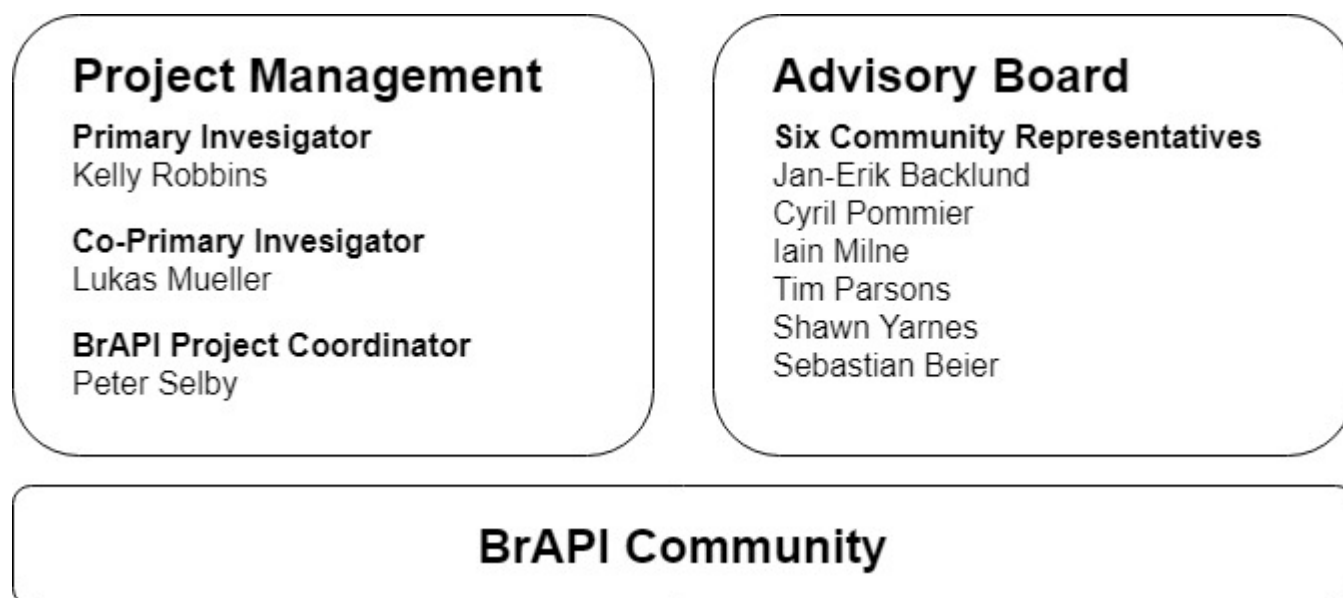 Project Management
Primary Invesigator
Kelly Robbins
Co-Primary Invesigator
Lukas Mueller
BrAPI Project Coordinator
Peter Selby
Advisory Board
Six Community Representatives
Jan-Erik Backlund
Cyril Pommier
Iain Milne
Tim Parsons
Shawn Yarnes
Sebastian Beier
BrAPI Community